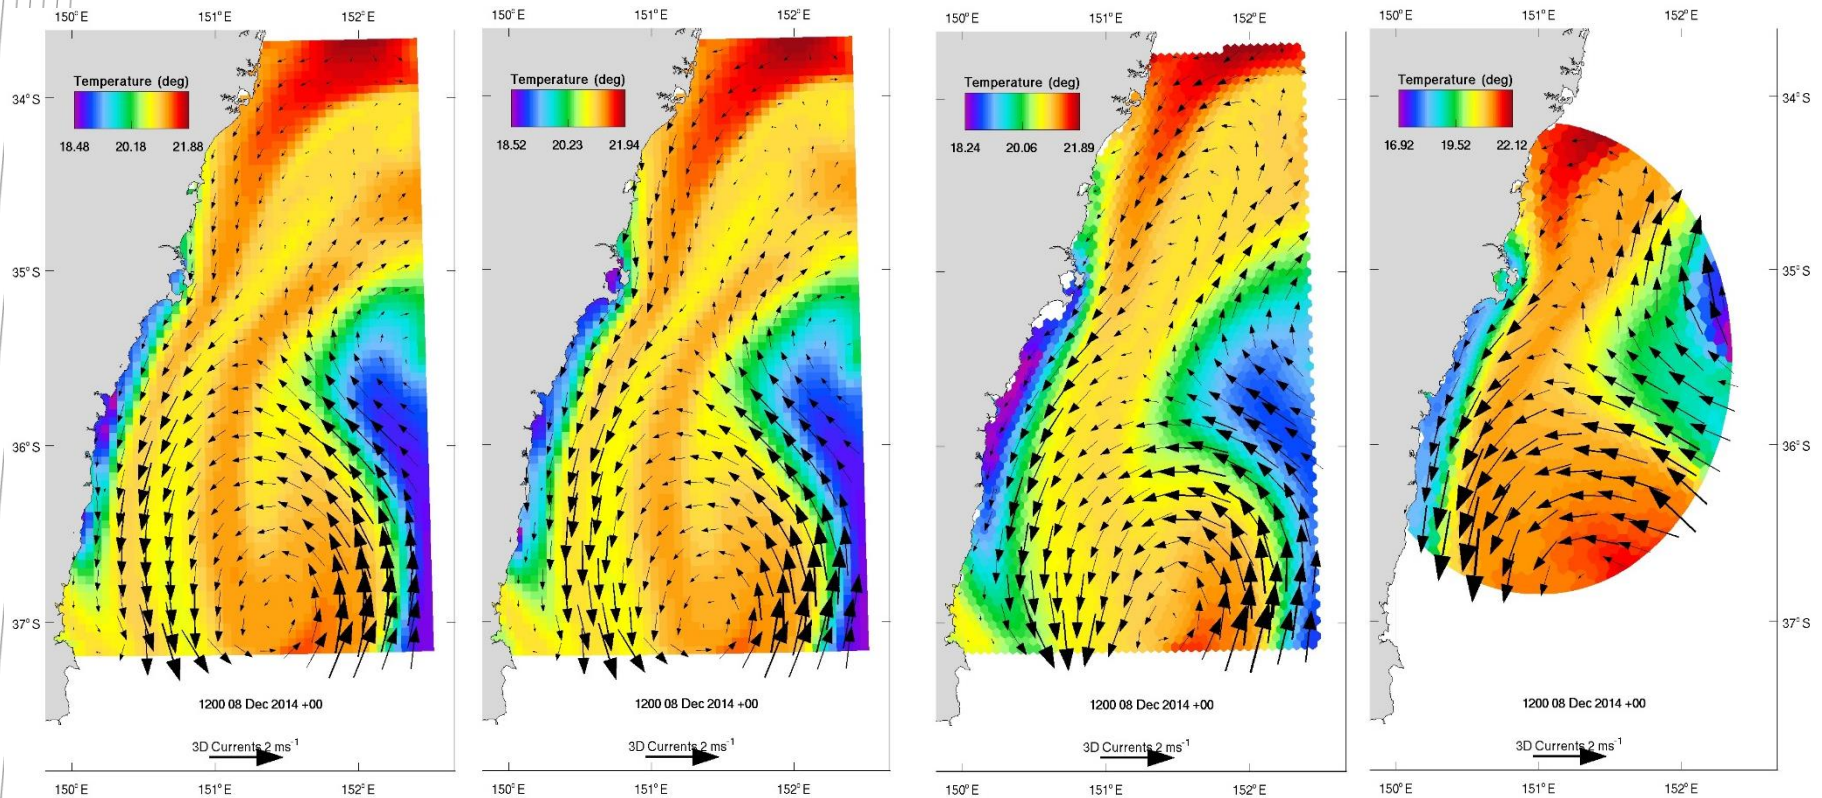 150° E 151° E 152° E
Temperature (deg)
18.48 20.18 21.88
34° S
35° S
36° S
37° S
1200 08 Dec 2014 +00
3D Currents 2 ms⁻¹
150° E 151° E 152° E
150° E 151° E 152° E
Temperature (deg)
18.52 20.23 21.94
1200 08 Dec 2014 +00
3D Currents 2 ms⁻¹
150° E 151° E 152° E
150° E 151° E 152° E
Temperature (deg)
18.24 20.06 21.89
1200 08 Dec 2014 +00
3D Currents 2 ms⁻¹
150° E 151° E 152° E
150° E 151° E 152° E
Temperature (deg)
16.92 19.52 22.12
34° S
35° S
36° S
37° S
1200 08 Dec 2014 +00
3D Currents 2 ms⁻¹
150° E 151° E 152° E